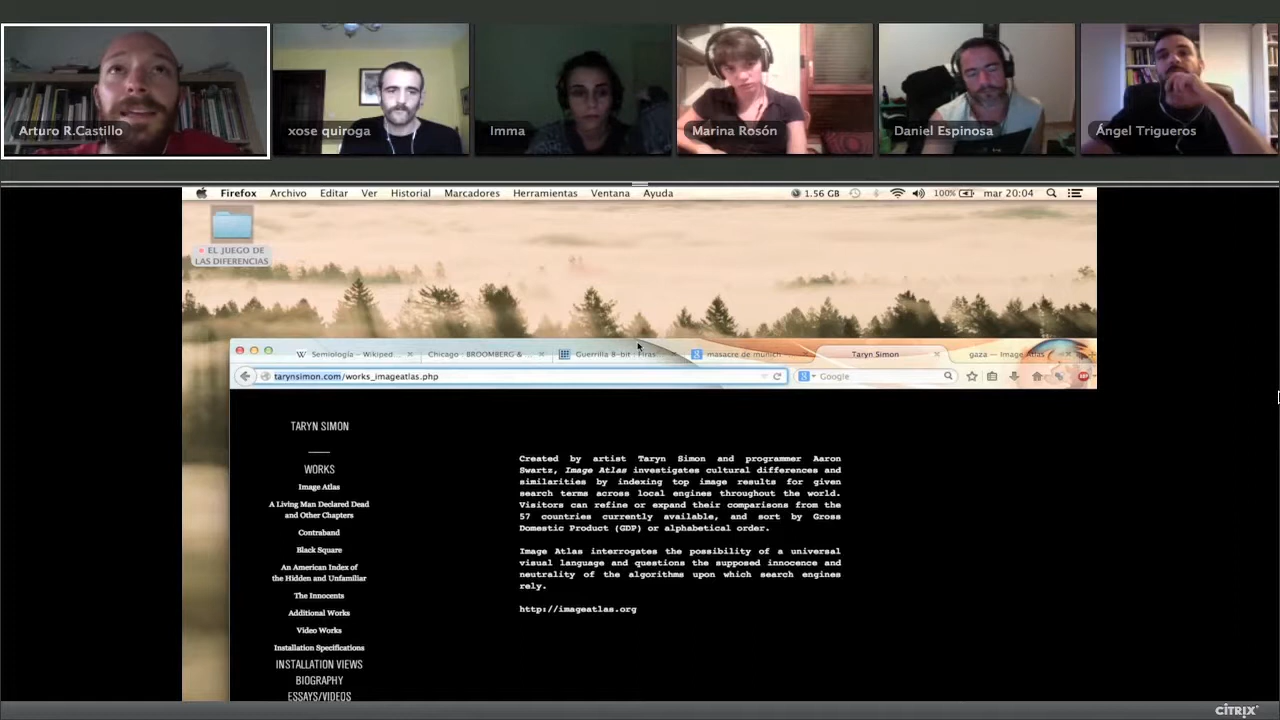 Arturo R.Castillo
xose quiroga
Imma
Marina Rosón
Daniel Espinosa
Ángel Trigueros
Firefox Archivo Editar Ver Historial Marcadores Herramientas Ventana Ayuda 1.56 GB 100% mar 20:04
EL JUEGO DE
LAS DIFERENCIAS
Semiología – Wikiped... Chicago : BROOMBERG & ... Guerrilla 8-bit masacre de munich Taryn Simon gaza — Image Atlas
tarynsimon.com/works_imageatlas.php Google
TARYN SIMON
WORKS
Image Atlas
A Living Man Declared Dead
and Other Chapters
Contraband
Black Square
An American Index of
the Hidden and Unfamiliar
The Innocents
Additional Works
Video Works
Installation Specifications
INSTALLATION VIEWS
BIOGRAPHY
ESSAYS/VIDEOS
Created by artist Taryn Simon and programmer Aaron
Swartz, Image Atlas investigates cultural differences and
similarities by indexing top image results for given
search terms across local engines throughout the world.
Visitors can refine or expand their comparisons from the
57 countries currently available, and sort by Gross
Domestic Product (GDP) or alphabetical order.
Image Atlas interrogates the possibility of a universal
visual language and questions the supposed innocence and
neutrality of the algorithms upon which search engines
rely.
http://imageatlas.org
CITRIX